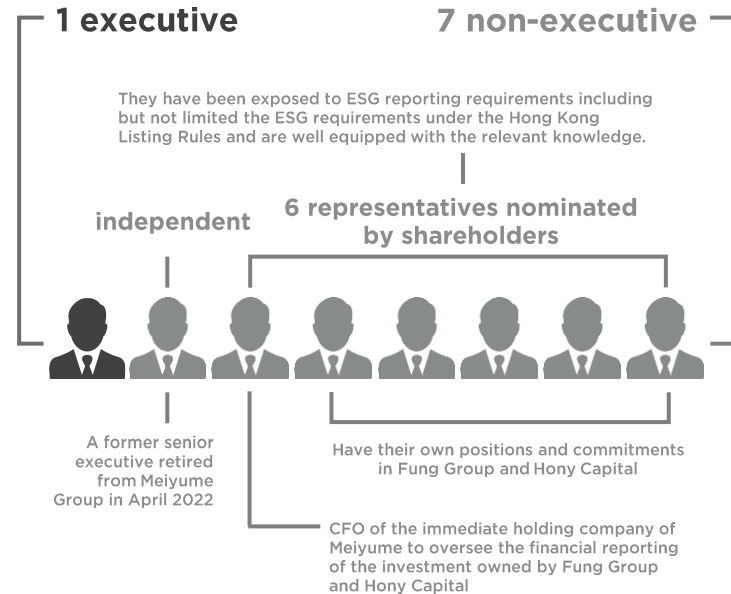 1 executive
7 non-executive
They have been exposed to ESG reporting requirements including
but not limited the ESG requirements under the Hong Kong
Listing Rules and are well equipped with the relevant knowledge.
independent
6 representatives nominated
by shareholders
A former senior
executive retired
from Meiyume
Group in April 2022
Have their own positions and commitments
in Fung Group and Hony Capital
CFO of the immediate holding company of
Meiyume to oversee the financial reporting
of the investment owned by Fung Group
and Hony Capital